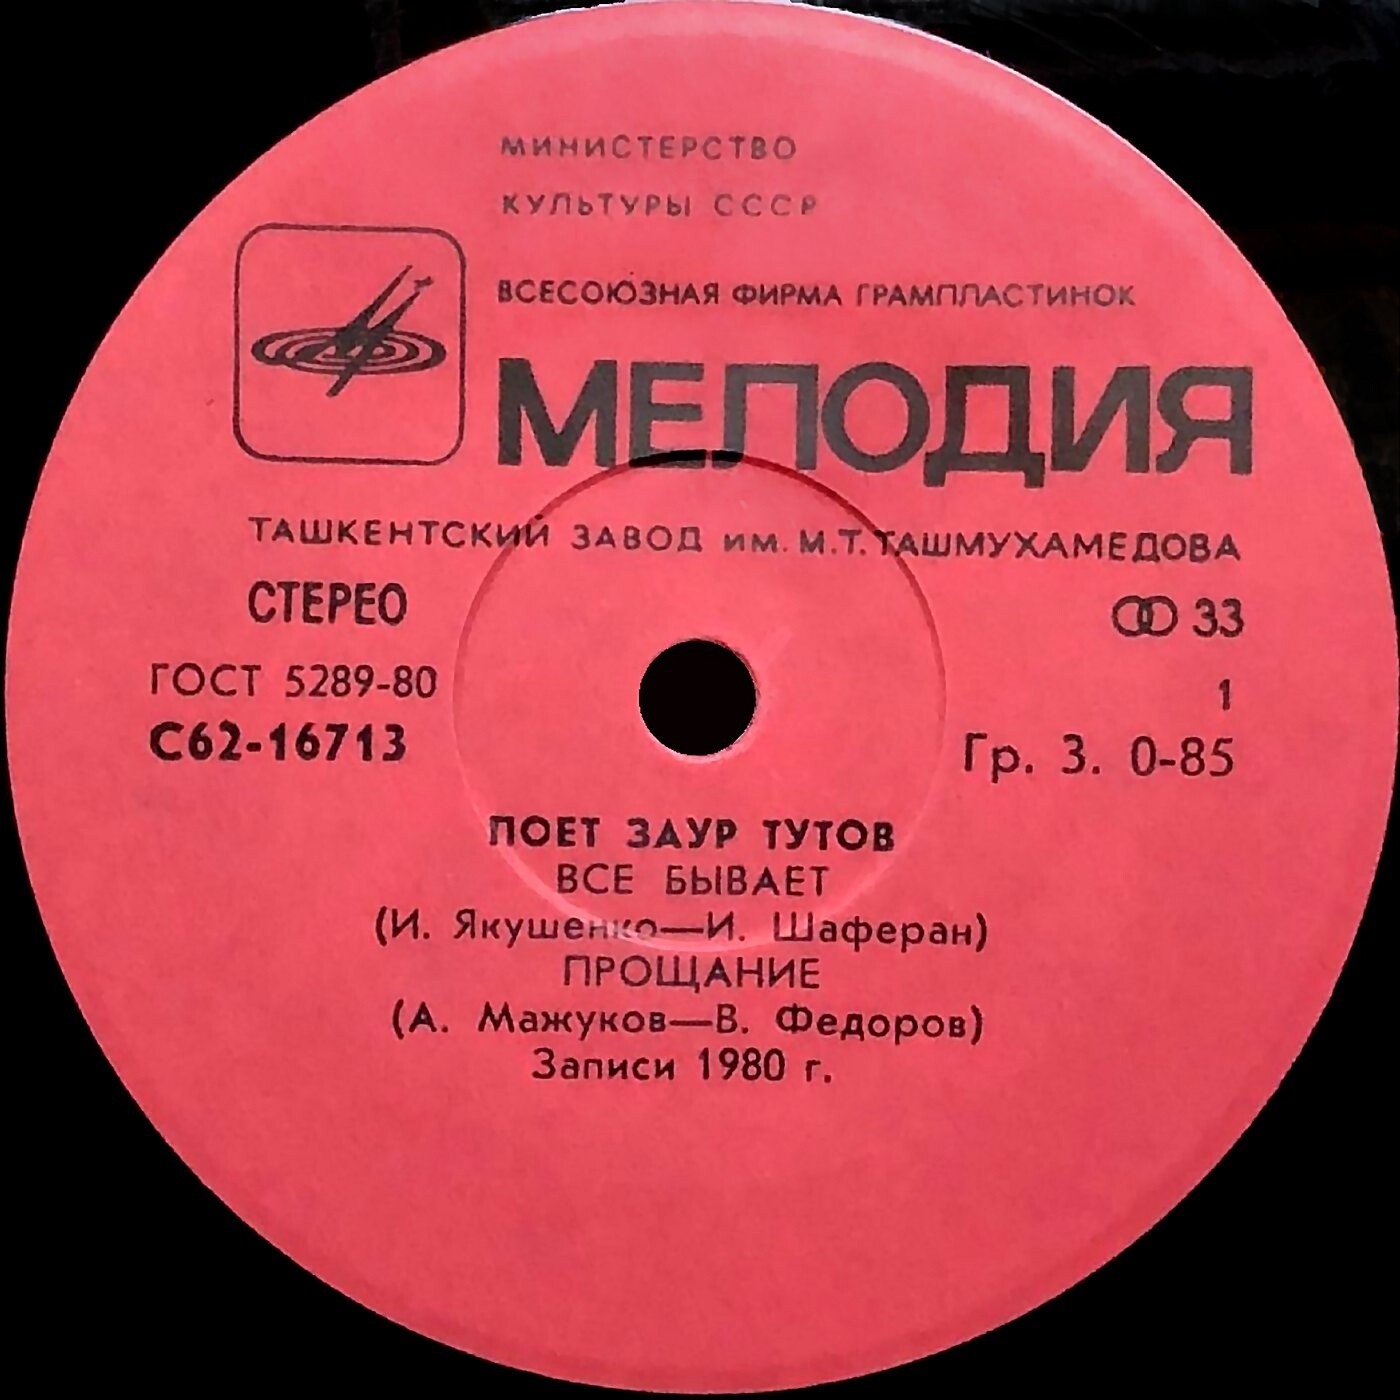 МИНИСТЕРСТВО
КУЛЬТУРЫ СССР
ВСЕСОЮЗНАЯ ФИРМА ГРАМПЛАСТИНОК
МЕЛОДИЯ
ТАШКЕНТСКИЙ ЗАВОД им. М.Т. ТАШМУХАМЕДОВА
СТЕРЕО 33
ГОСТ 5289-80 1
С62-16713 Гр. 3. 0-85
ПОЕТ ЗАУР ТУТОВ
ВСЕ БЫВАЕТ
(И. Якушенко—И. Шаферан)
ПРОЩАНИЕ
(А. Мажуков—В. Федоров)
Записи 1980 г.